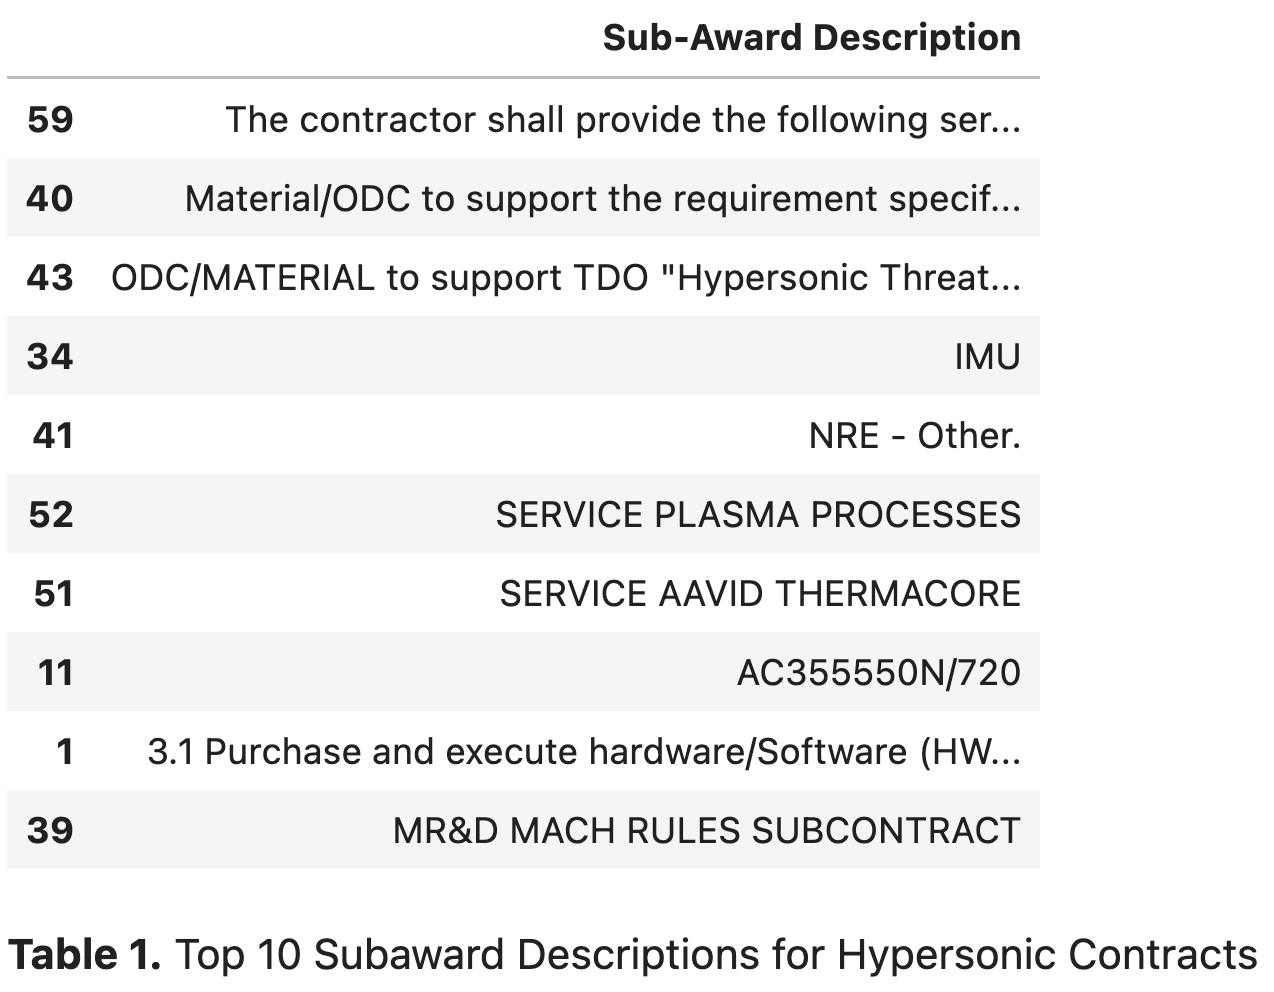 Sub-Award Description
59 The contractor shall provide the following ser...
40 Material/ODC to support the requirement specif...
43 ODC/MATERIAL to support TDO "Hypersonic Threat...
34 IMU
41 NRE - Other.
52 SERVICE PLASMA PROCESSES
51 SERVICE AAVID THERMACORE
11 AC355550N/720
1 3.1 Purchase and execute hardware/Software (HW...
39 MR&D MACH RULES SUBCONTRACT
Table 1. Top 10 Subaward Descriptions for Hypersonic Contracts